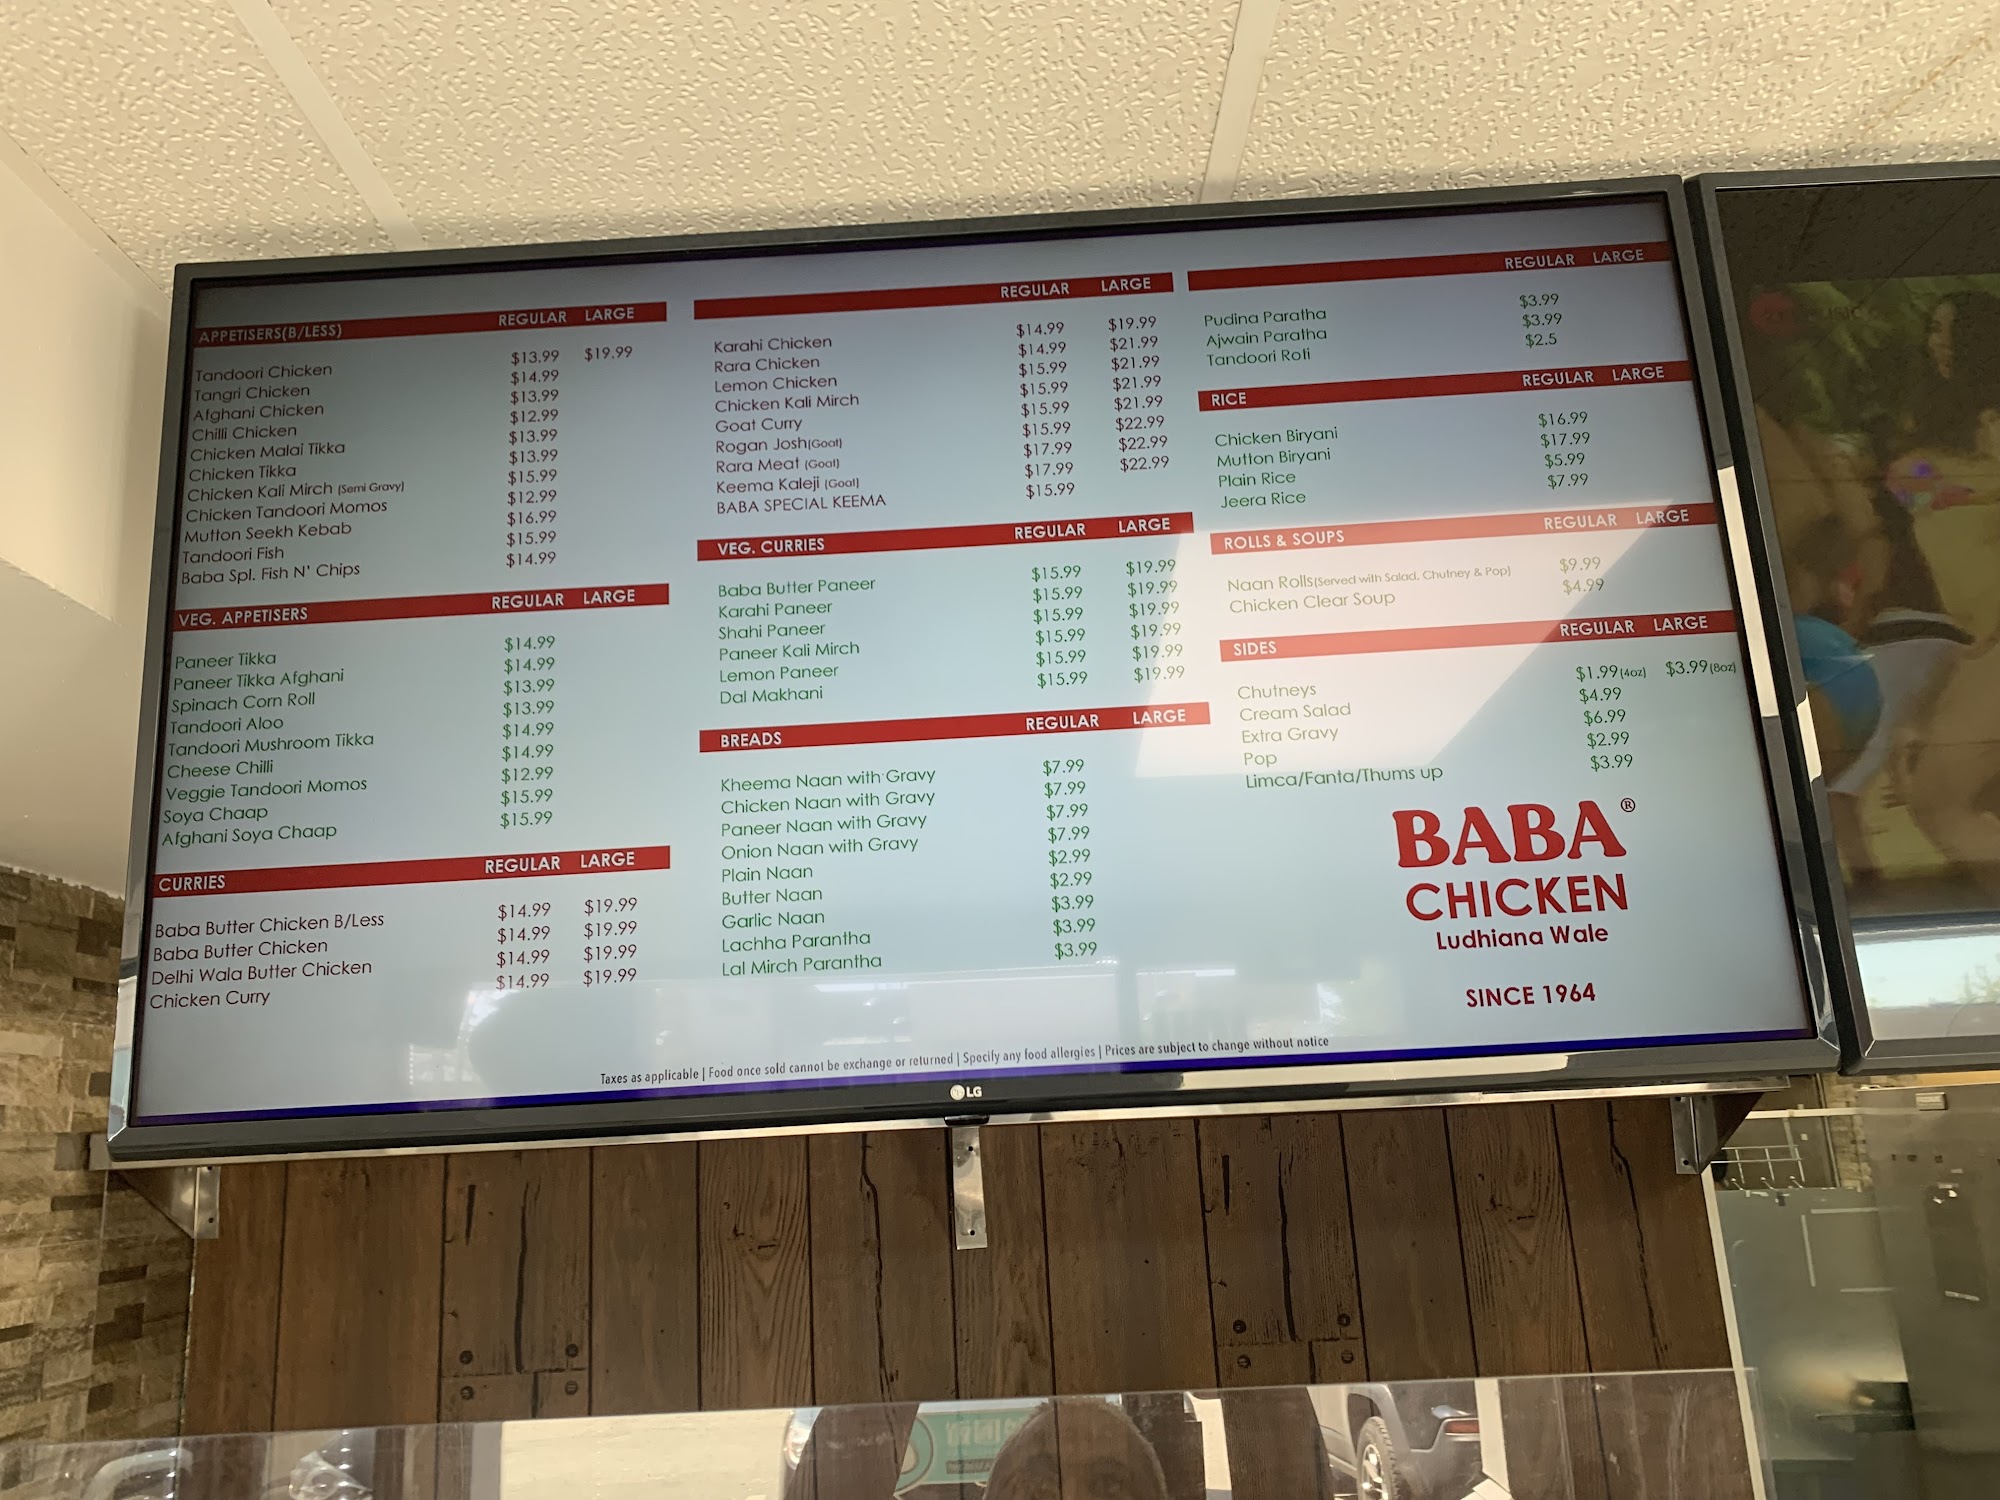 APPETISERS(B/LESS) REGULAR LARGE
Tandoori Chicken $13.99 $19.99
Tangri Chicken $14.99
Afghani Chicken $13.99
Chilli Chicken $12.99
Chicken Malai Tikka $13.99
Chicken Tikka $13.99
Chicken Kali Mirch (Semi Gravy) $15.99
Chicken Tandoori Momos $12.99
Mutton Seekh Kebab $16.99
Tandoori Fish $15.99
Baba Spl. Fish N' Chips $14.99
VEG. APPETISERS REGULAR LARGE
Paneer Tikka $14.99
Paneer Tikka Afghani $14.99
Spinach Corn Roll $13.99
Tandoori Aloo $13.99
Tandoori Mushroom Tikka $14.99
Cheese Chilli $14.99
Veggie Tandoori Momos $12.99
Soya Chaap $15.99
Afghani Soya Chaap $15.99
CURRIES REGULAR LARGE
Baba Butter Chicken B/Less $14.99 $19.99
Baba Butter Chicken $14.99 $19.99
Delhi Wala Butter Chicken $14.99 $19.99
Chicken Curry $14.99 $19.99
REGULAR LARGE
Karahi Chicken $14.99 $19.99
Rara Chicken $14.99 $21.99
Lemon Chicken $15.99 $21.99
Chicken Kali Mirch $15.99 $21.99
Goat Curry $15.99 $21.99
Rogan Josh(Goat) $15.99 $22.99
Rara Meat (Goat) $17.99 $22.99
Keema Kaleji (Goat) $17.99 $22.99
BABA SPECIAL KEEMA $15.99
VEG. CURRIES REGULAR LARGE
Baba Butter Paneer $15.99 $19.99
Karahi Paneer $15.99 $19.99
Shahi Paneer $15.99 $19.99
Paneer Kali Mirch $15.99 $19.99
Lemon Paneer $15.99 $19.99
Dal Makhani $15.99 $19.99
BREADS REGULAR LARGE
Kheema Naan with Gravy $7.99
Chicken Naan with Gravy $7.99
Paneer Naan with Gravy $7.99
Onion Naan with Gravy $7.99
Plain Naan $2.99
Butter Naan $2.99
Garlic Naan $3.99
Lachha Parantha $3.99
Lal Mirch Parantha $3.99
REGULAR LARGE
Pudina Paratha $3.99
Ajwain Paratha $3.99
Tandoori Roti $2.5
RICE REGULAR LARGE
Chicken Biryani $16.99
Mutton Biryani $17.99
Plain Rice $5.99
Jeera Rice $7.99
ROLLS & SOUPS REGULAR LARGE
Naan Rolls(Served with Salad, Chutney & Pop) $9.99
Chicken Clear Soup $4.99
SIDES REGULAR LARGE
Chutneys $1.99(4oz) $3.99(8oz)
Cream Salad $4.99
Extra Gravy $6.99
Pop $2.99
Limca/Fanta/Thums up $3.99
BABA®
CHICKEN
Ludhiana Wale
SINCE 1964
Taxes as applicable | Food once sold cannot be exchange or returned | Specify any food allergies | Prices are subject to change without notice
LG